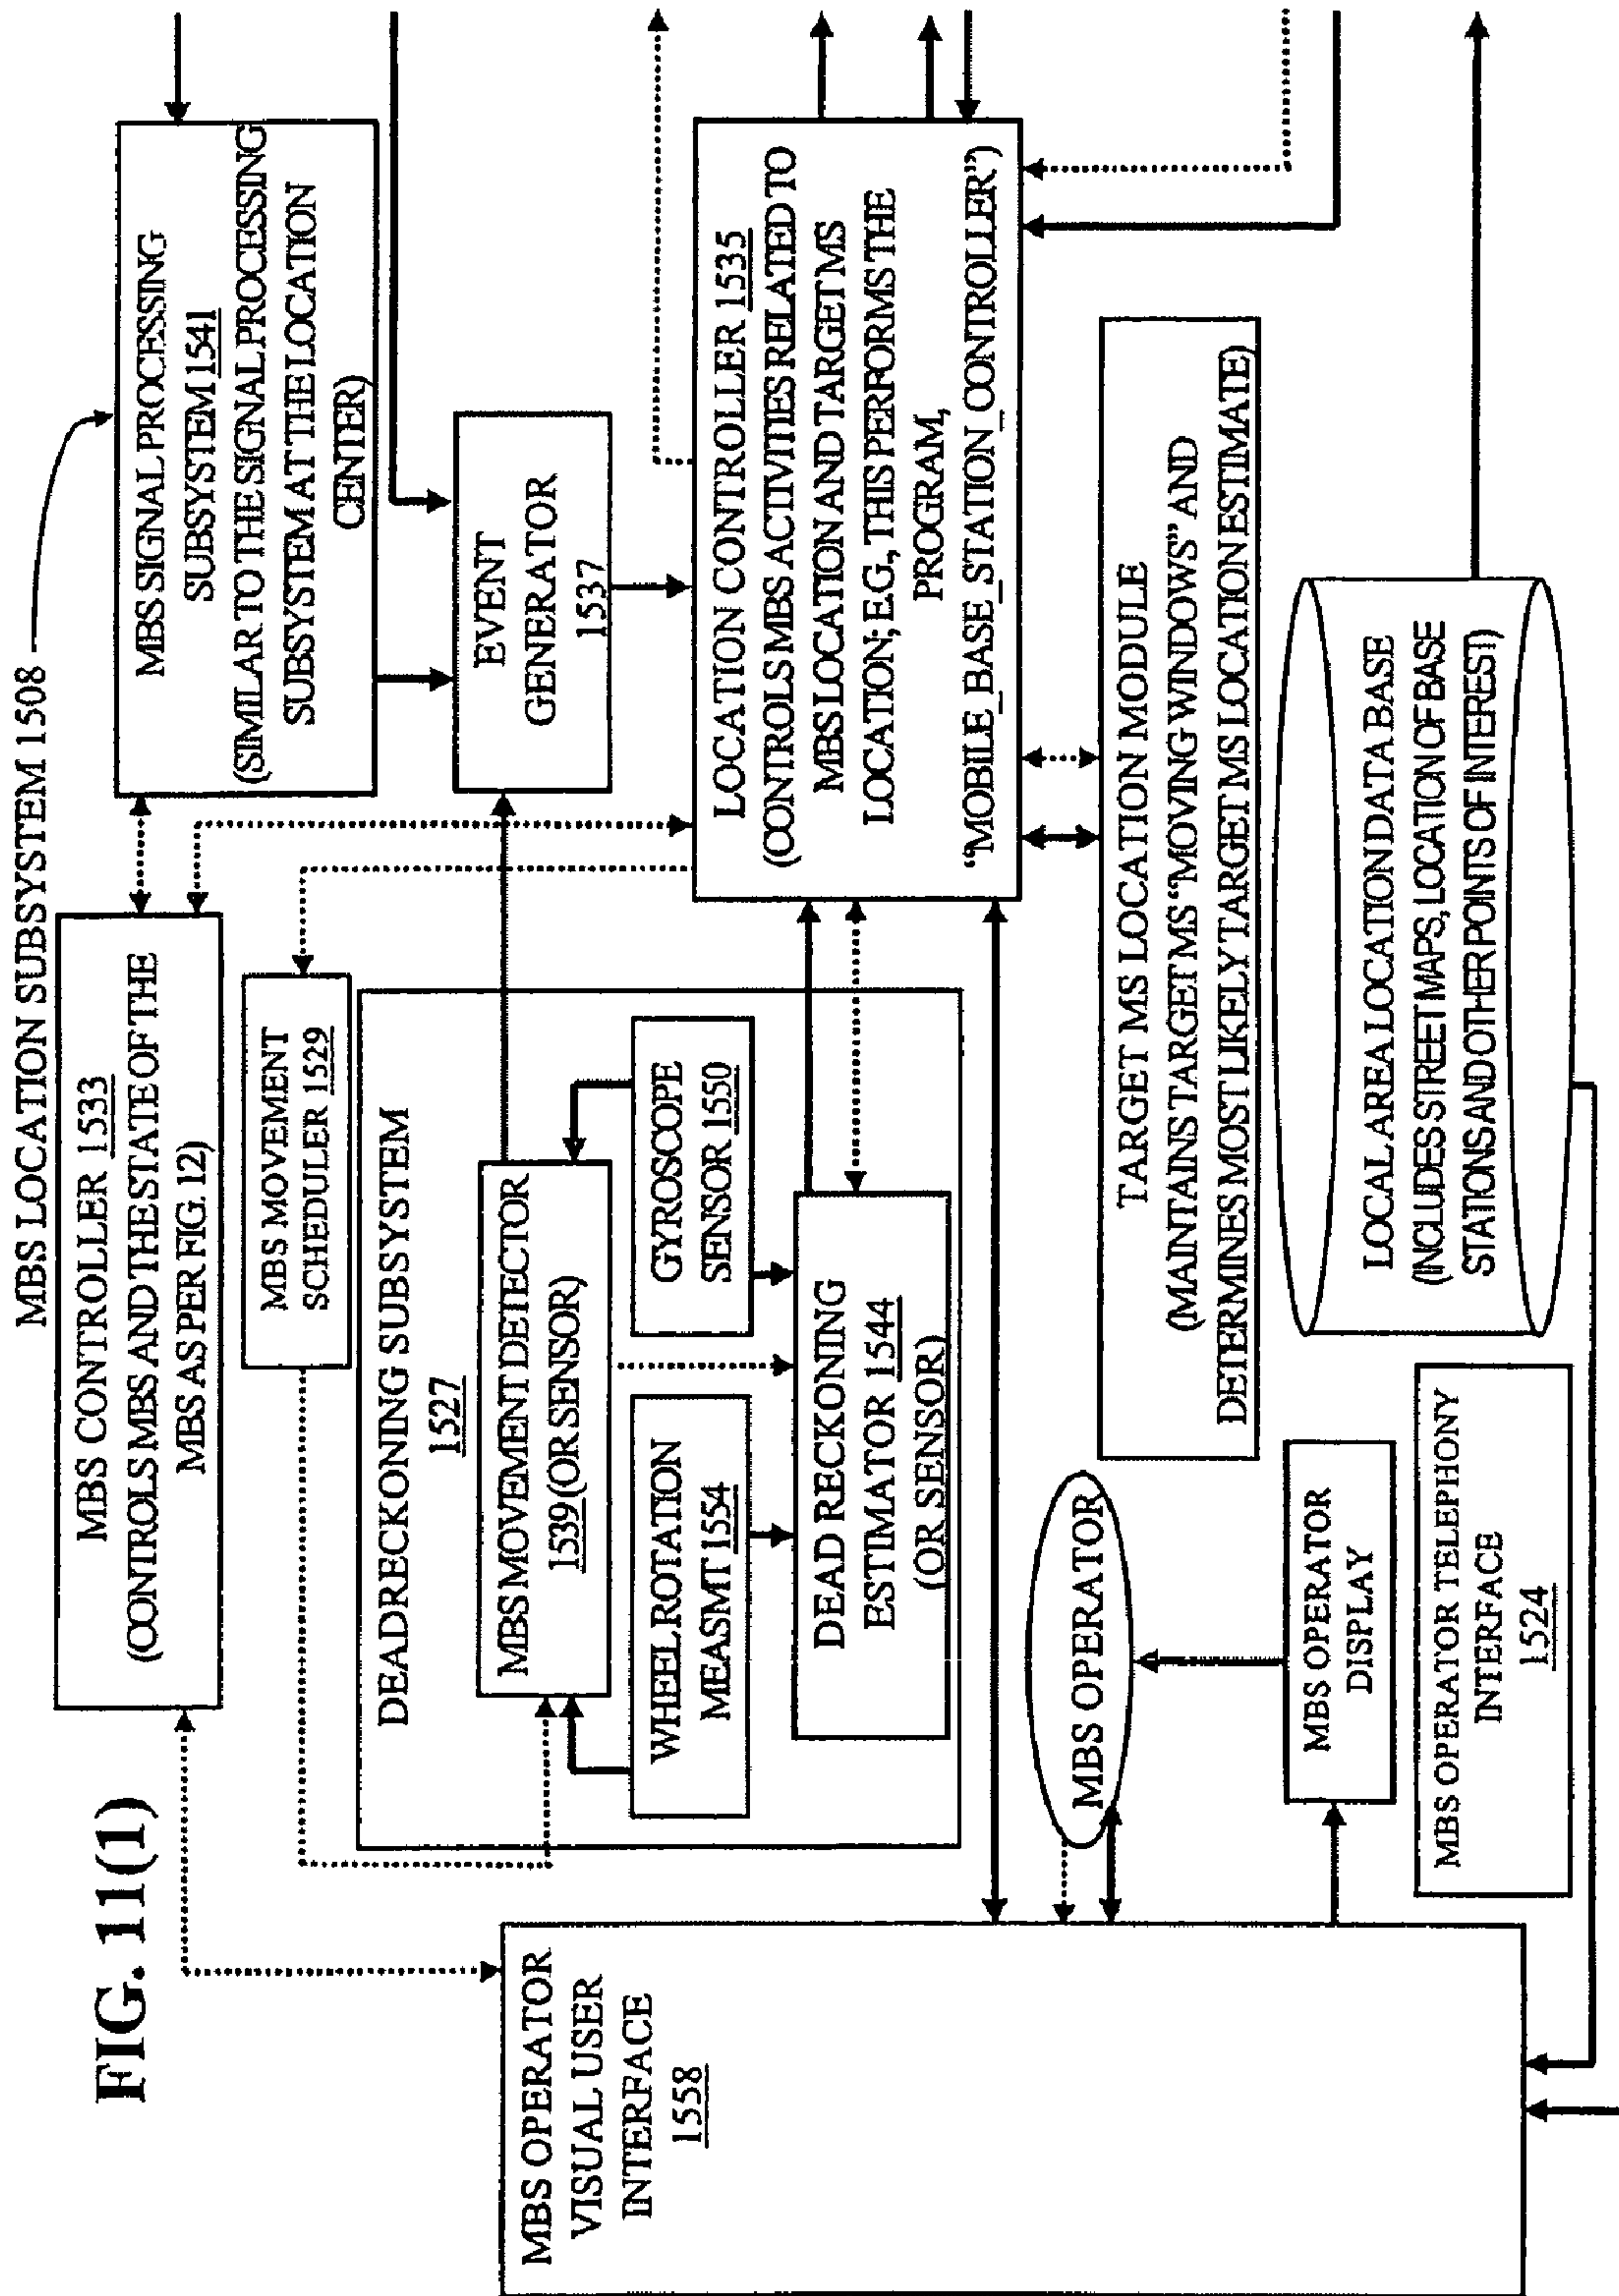 FIG. 11(1)
MBS LOCATION SUBSYSTEM 1508
MBS CONTROLLER 1533
(CONTROLS MBS AND THE STATE OF THE
MBS AS PER FIG. 12)
MBS SIGNAL PROCESSING
SUBSYSTEM 1541
(SIMILAR TO THE SIGNAL PROCESSING
SUBSYSTEM AT THE LOCATION
CENTER)
MBS MOVEMENT
SCHEDULER 1529
DEADRECKONING SUBSYSTEM
1527
MBS MOVEMENT DETECTOR
1539 (OR SENSOR)
WHEEL ROTATION
MEASMT 1554
GYROSCOPE
SENSOR 1550
DEAD RECKONING
ESTIMATOR 1544
(OR SENSOR)
EVENT
GENERATOR
1537
LOCATION CONTROLLER 1535
(CONTROLS MBS ACTIVITIES RELATED TO
MBS LOCATION AND TARGET MS
LOCATION; E.G., THIS PERFORMS THE
PROGRAM,
“MOBILE_BASE_STATION_CONTROLLER”)
MBS OPERATOR
VISUAL USER
INTERFACE
1558
MBS OPERATOR
TARGET MS LOCATION MODULE
(MAINTAINS TARGET MS “MOVING WINDOWS” AND
DETERMINES MOST LIKELY TARGET MS LOCATION ESTIMATE)
MBS OPERATOR
DISPLAY
MBS OPERATOR TELEPHONY
INTERFACE
1524
LOCAL AREA LOCATION DATA BASE
(INCLUDES STREET MAPS, LOCATION OF BASE
STATIONS AND OTHER POINTS OF INTEREST)